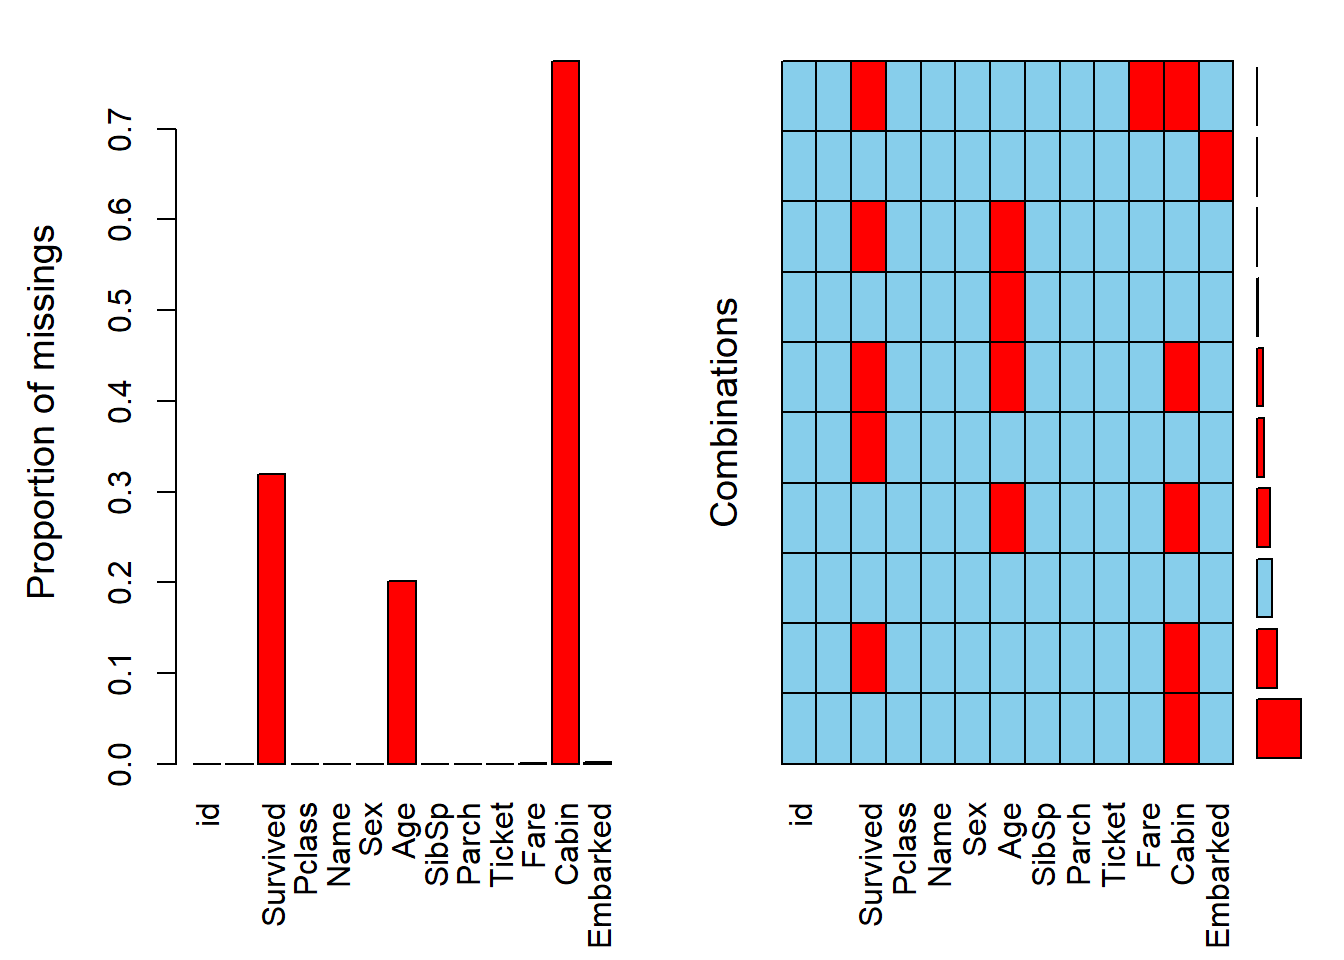 Proportion of missings
0.0
0.1
0.2
0.3
0.4
0.5
0.6
0.7
id
Survived
Pclass
Name
Sex
Age
SibSp
Parch
Ticket
Fare
Cabin
Embarked
Combinations
id
Survived
Pclass
Name
Sex
Age
SibSp
Parch
Ticket
Fare
Cabin
Embarked